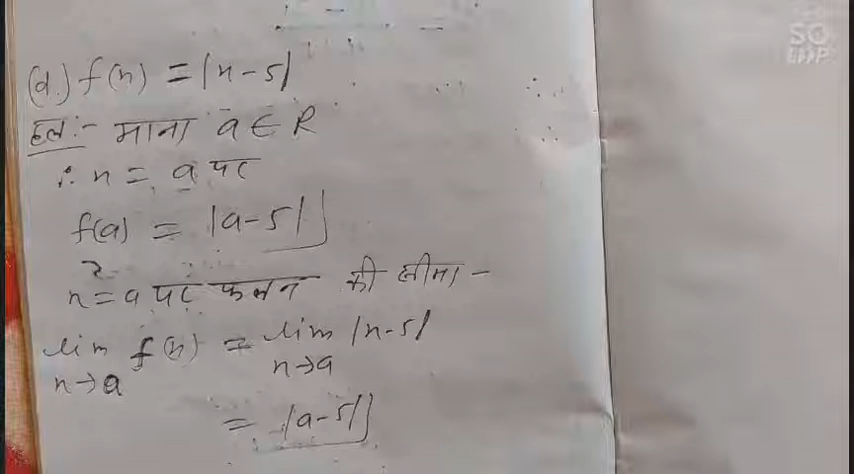 (d.) f(n) = |n-5|
हल:- माना a ∈ R
∴ n = a पर
f(a) = |a-5|
n = a पर फलन की सीमा -
lim f(n) = lim |n-5|
n→a n→a
= |a-5|